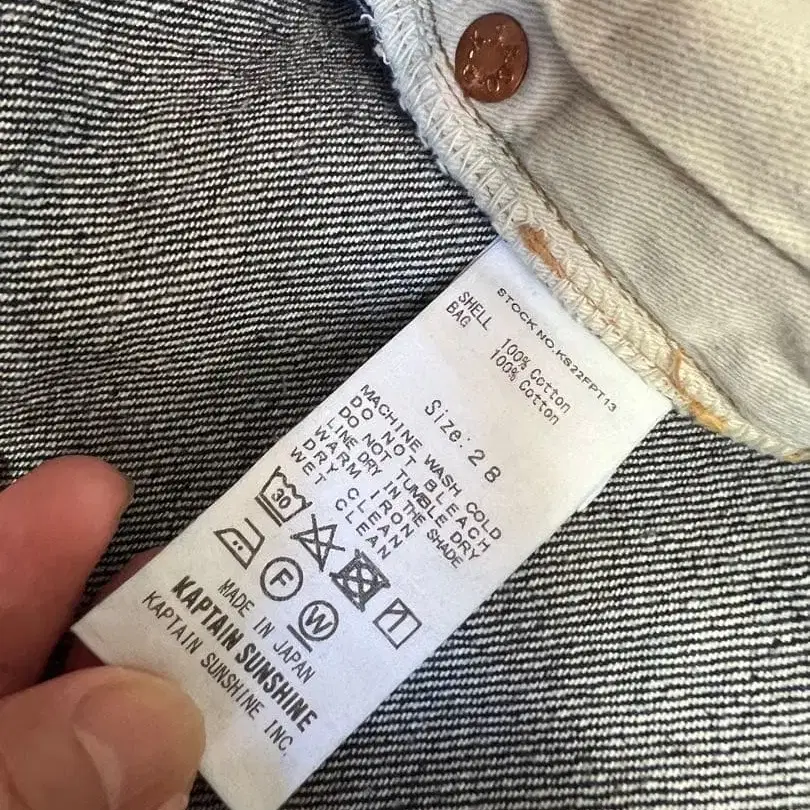 STOCK NO.KS22FPT13
SHELL 100% Cotton
BAG 100% Cotton
Size: 28
MACHINE WASH COLD
DO NOT BLEACH
DO NOT TUMBLE DRY
LINE DRY IN THE SHADE
WARM IRON
DRY CLEAN
WET CLEAN
30
F W
MADE IN JAPAN
KAPTAIN SUNSHINE
KAPTAIN SUNSHINE INC.